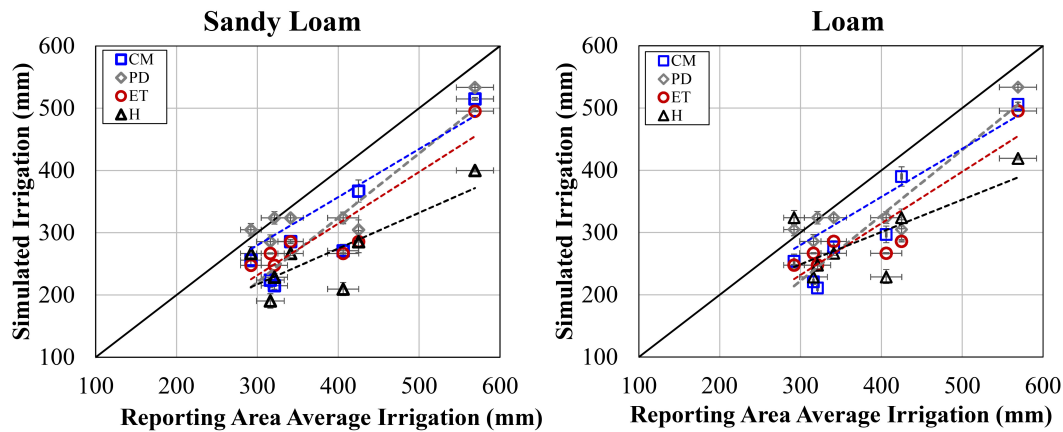 Sandy Loam
Simulated Irrigation (mm)
600
500
400
300
200
100
CM
PD
ET
H
100 200 300 400 500 600
Reporting Area Average Irrigation (mm)
Loam
Simulated Irrigation (mm)
600
500
400
300
200
100
CM
PD
ET
H
100 200 300 400 500 600
Reporting Area Average Irrigation (mm)